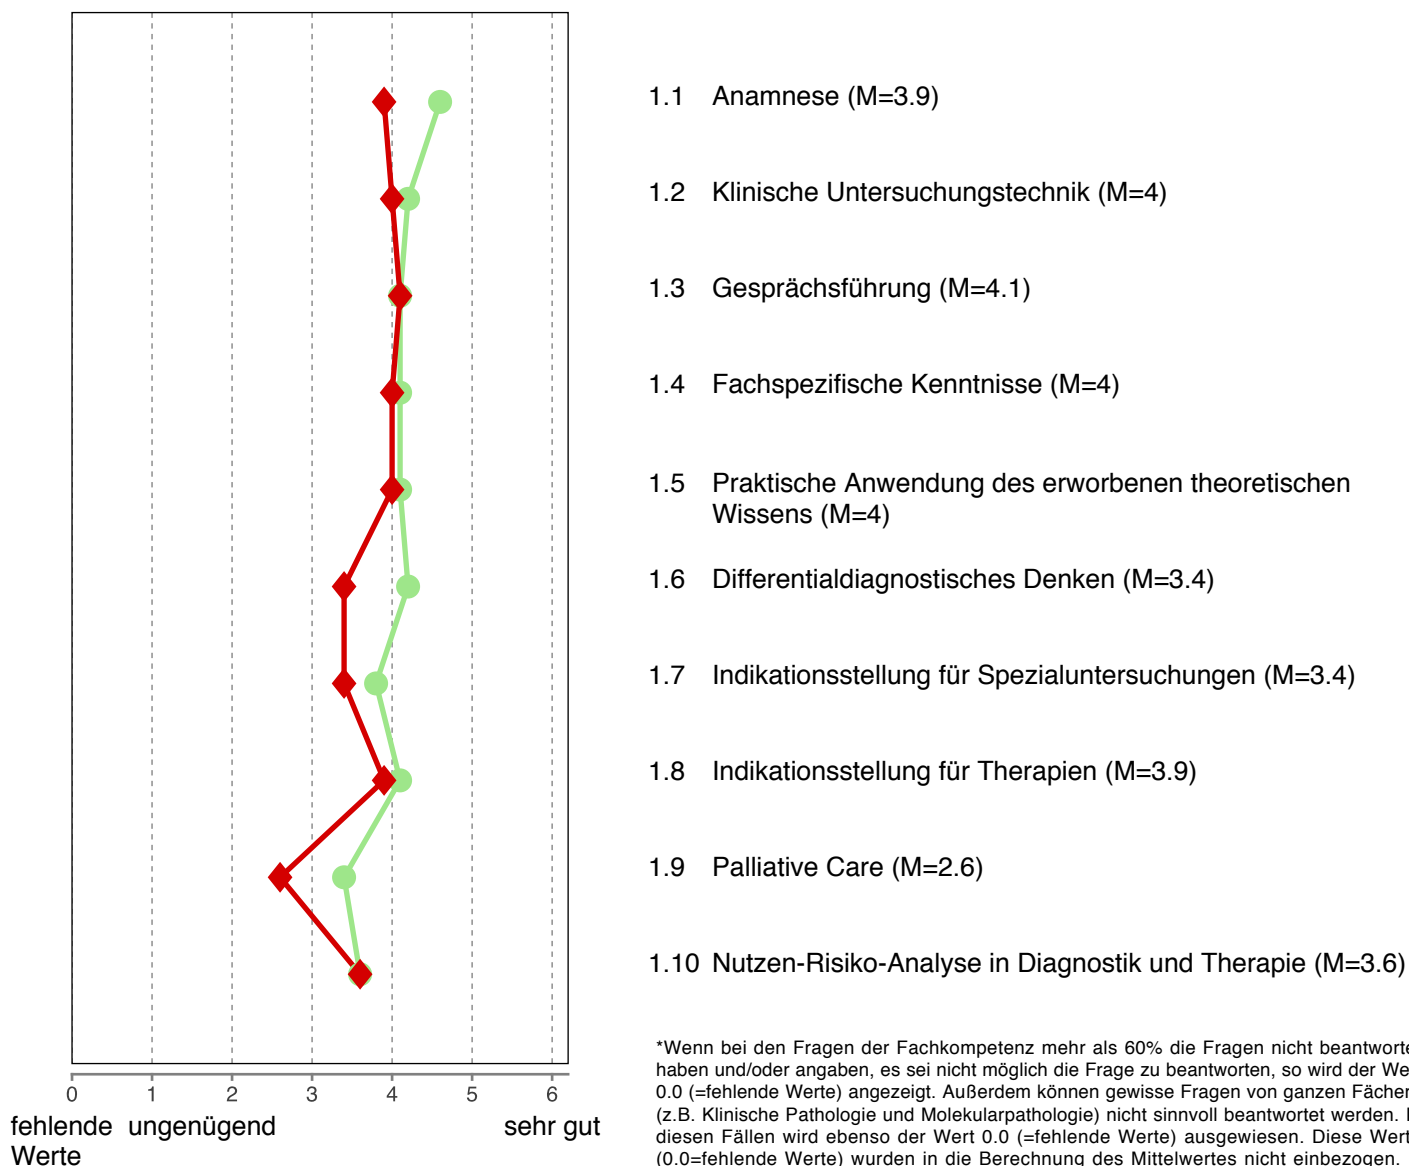 1.1 Anamnese (M=3.9)
1.2 Klinische Untersuchungstechnik (M=4)
1.3 Gesprächsführung (M=4.1)
1.4 Fachspezifische Kenntnisse (M=4)
1.5 Praktische Anwendung des erworbenen theoretischen
Wissens (M=4)
1.6 Differentialdiagnostisches Denken (M=3.4)
1.7 Indikationsstellung für Spezialuntersuchungen (M=3.4)
1.8 Indikationsstellung für Therapien (M=3.9)
1.9 Palliative Care (M=2.6)
1.10 Nutzen-Risiko-Analyse in Diagnostik und Therapie (M=3.6)
0 1 2 3 4 5 6
fehlende ungenügend sehr gut
Werte
*Wenn bei den Fragen der Fachkompetenz mehr als 60% die Fragen nicht beantworte
haben und/oder angaben, es sei nicht möglich die Frage zu beantworten, so wird der We
0.0 (=fehlende Werte) angezeigt. Außerdem können gewisse Fragen von ganzen Fächer
(z.B. Klinische Pathologie und Molekularpathologie) nicht sinnvoll beantwortet werden.
diesen Fällen wird ebenso der Wert 0.0 (=fehlende Werte) ausgewiesen. Diese Wert
(0.0=fehlende Werte) wurden in die Berechnung des Mittelwertes nicht einbezogen.